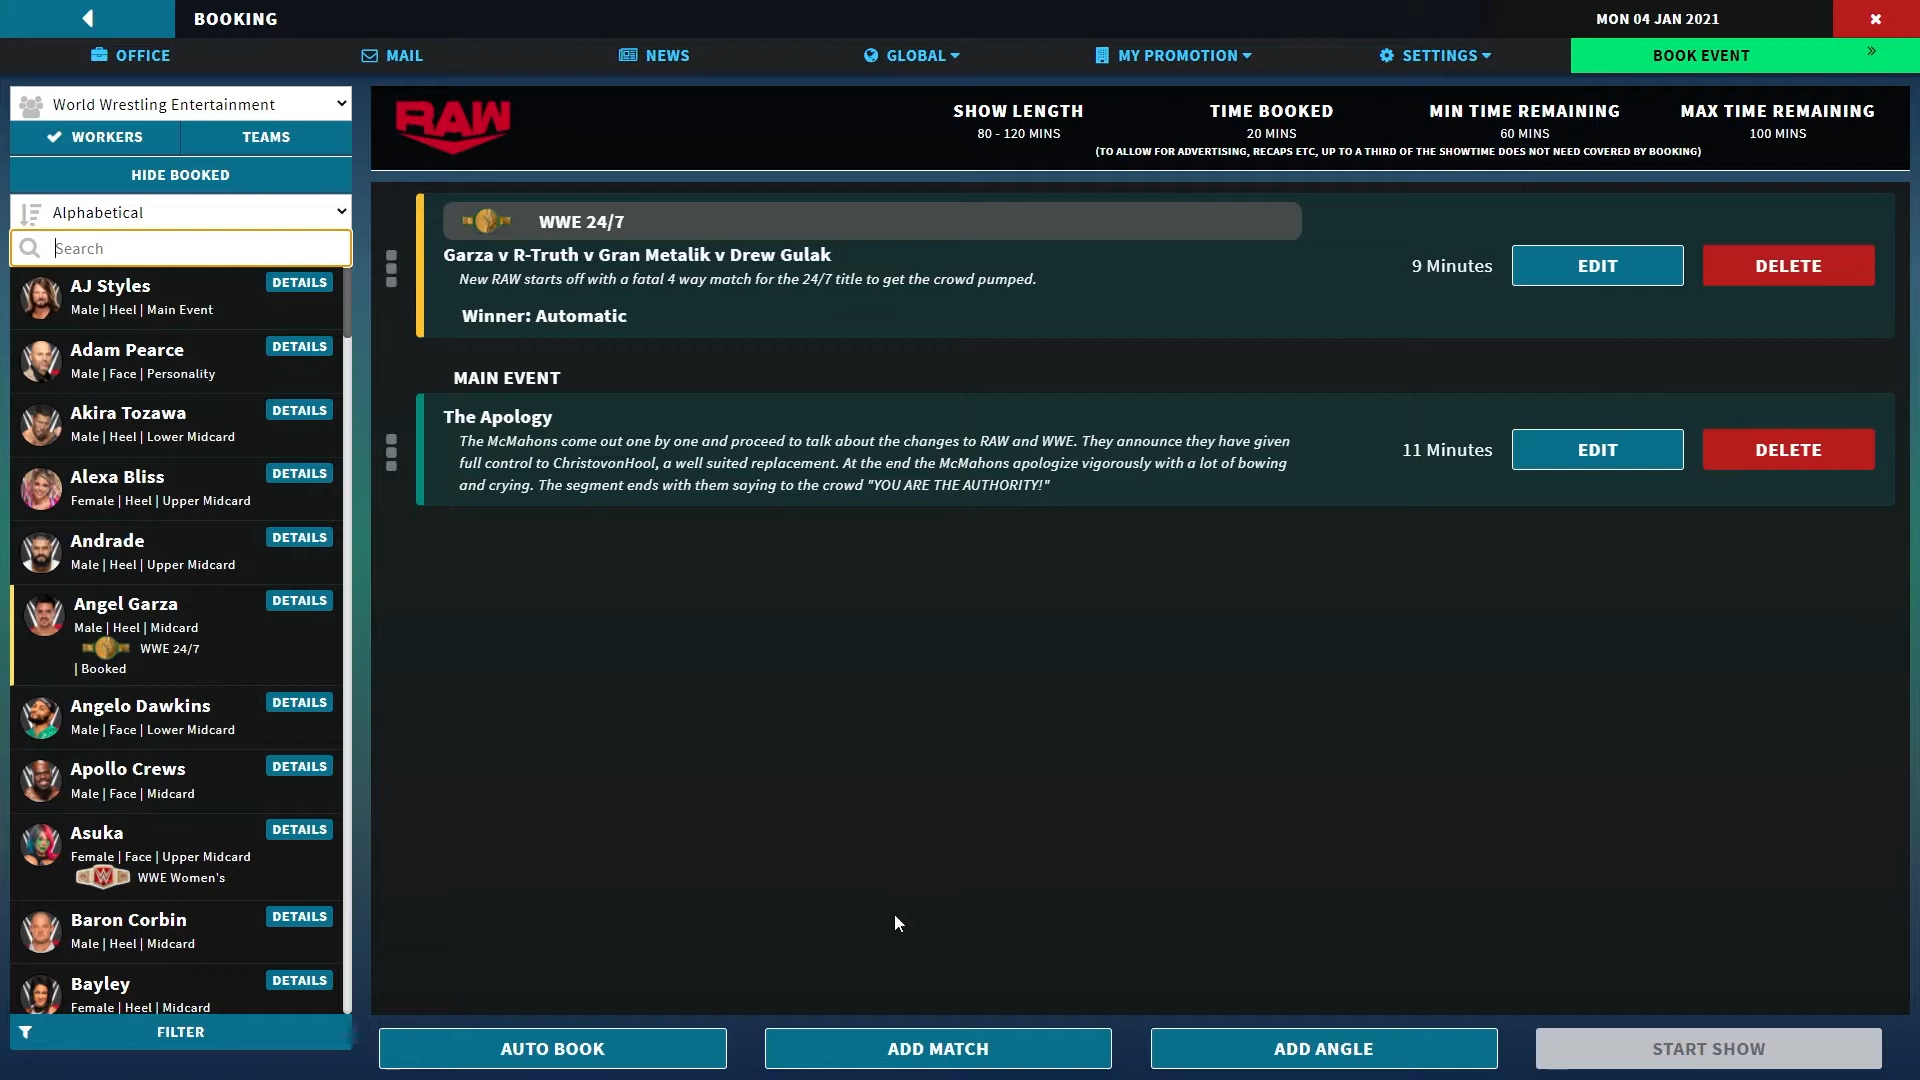 BOOKING
MON 04 JAN 2021
OFFICE
MAIL
NEWS
GLOBAL
MY PROMOTION
SETTINGS
BOOK EVENT
World Wrestling Entertainment
WORKERS
TEAMS
HIDE BOOKED
Alphabetical
Search
AJ Styles
DETAILS
Male | Heel | Main Event
Adam Pearce
DETAILS
Male | Face | Personality
Akira Tozawa
DETAILS
Male | Heel | Lower Midcard
Alexa Bliss
DETAILS
Female | Heel | Upper Midcard
Andrade
DETAILS
Male | Heel | Upper Midcard
Angel Garza
DETAILS
Male | Heel | Midcard
WWE 24/7
| Booked
Angelo Dawkins
DETAILS
Male | Face | Lower Midcard
Apollo Crews
DETAILS
Male | Face | Midcard
Asuka
DETAILS
Female | Face | Upper Midcard
WWE Women's
Baron Corbin
DETAILS
Male | Heel | Midcard
Bayley
DETAILS
Female | Heel | Midcard
FILTER
RAW
SHOW LENGTH
80 - 120 MINS
TIME BOOKED
20 MINS
MIN TIME REMAINING
60 MINS
MAX TIME REMAINING
100 MINS
(TO ALLOW FOR ADVERTISING, RECAPS ETC, UP TO A THIRD OF THE SHOWTIME DOES NOT NEED COVERED BY BOOKING)
WWE 24/7
Garza v R-Truth v Gran Metalik v Drew Gulak
New RAW starts off with a fatal 4 way match for the 24/7 title to get the crowd pumped.
Winner: Automatic
9 Minutes
EDIT
DELETE
MAIN EVENT
The Apology
The McMahons come out one by one and proceed to talk about the changes to RAW and WWE. They announce they have given
full control to ChristovonHool, a well suited replacement. At the end the McMahons apologize vigorously with a lot of bowing
and crying. The segment ends with them saying to the crowd "YOU ARE THE AUTHORITY!"
11 Minutes
EDIT
DELETE
AUTO BOOK
ADD MATCH
ADD ANGLE
START SHOW